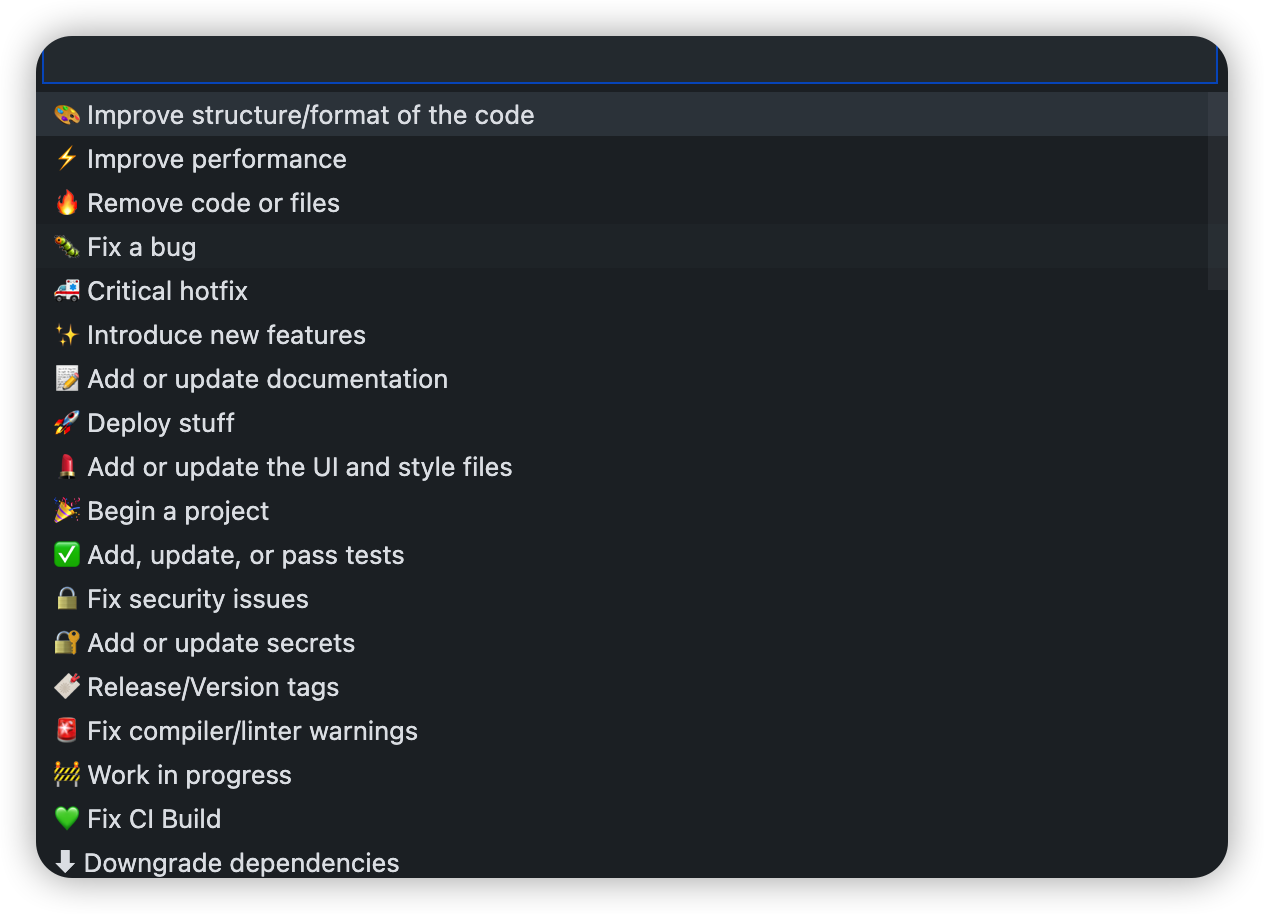 🎨 Improve structure/format of the code
⚡ Improve performance
🔥 Remove code or files
🐛 Fix a bug
🚑 Critical hotfix
✨ Introduce new features
📝 Add or update documentation
🚀 Deploy stuff
💄 Add or update the UI and style files
🎉 Begin a project
✅ Add, update, or pass tests
🔒 Fix security issues
🔐 Add or update secrets
🔖 Release/Version tags
🚨 Fix compiler/linter warnings
🚧 Work in progress
💚 Fix CI Build
⬇ Downgrade dependencies